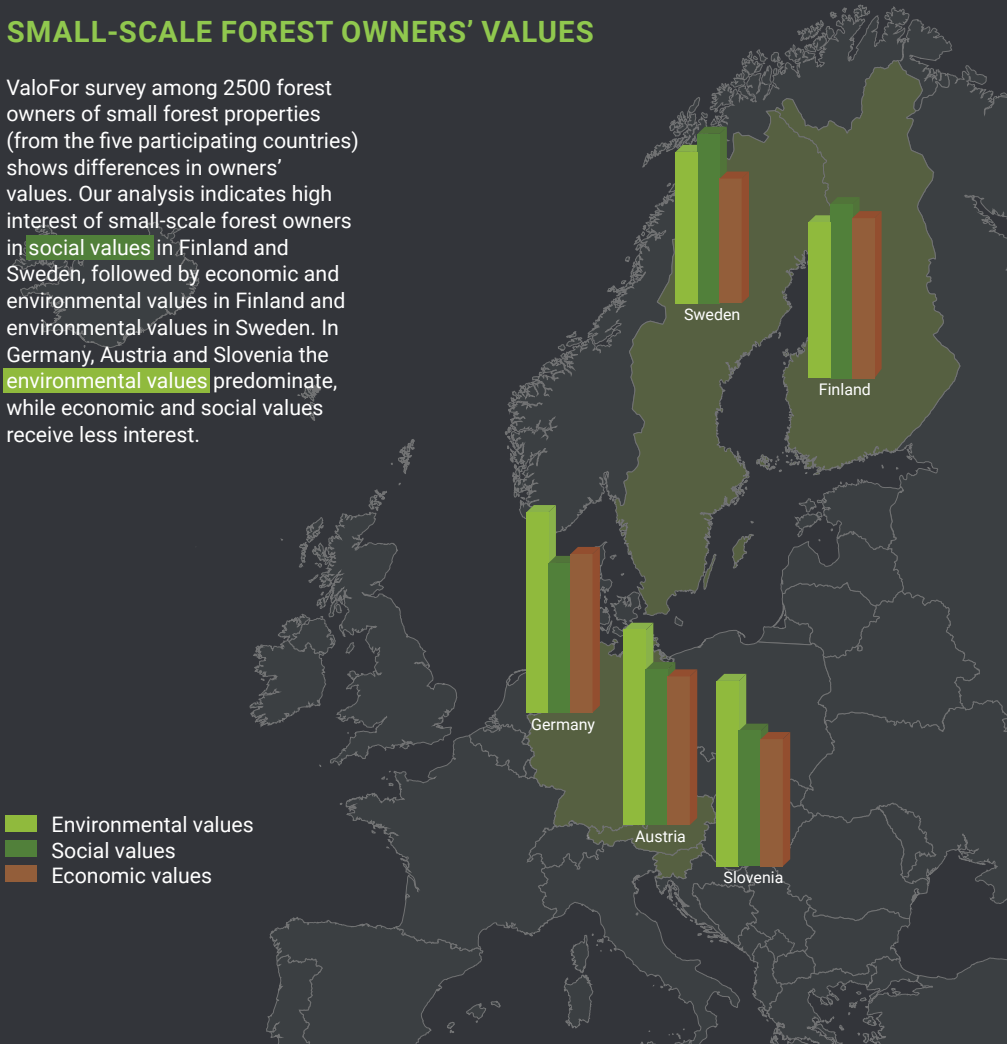 SMALL-SCALE FOREST OWNERS’ VALUES
ValoFor survey among 2500 forest
owners of small forest properties
(from the five participating countries)
shows differences in owners’
values. Our analysis indicates high
interest of small-scale forest owners
in social values in Finland and
Sweden, followed by economic and
environmental values in Finland and
environmental values in Sweden. In
Germany, Austria and Slovenia the
environmental values predominate,
while economic and social values
receive less interest.
Sweden
Finland
Germany
Austria
Slovenia
Environmental values
Social values
Economic values